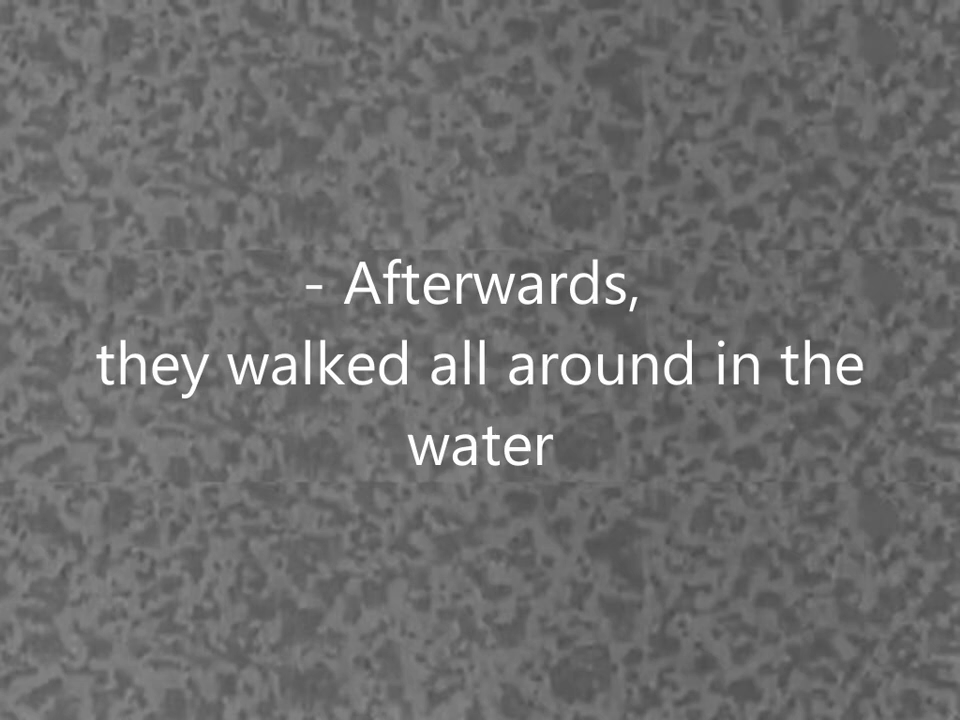 - Afterwards,
they walked all around in the
water